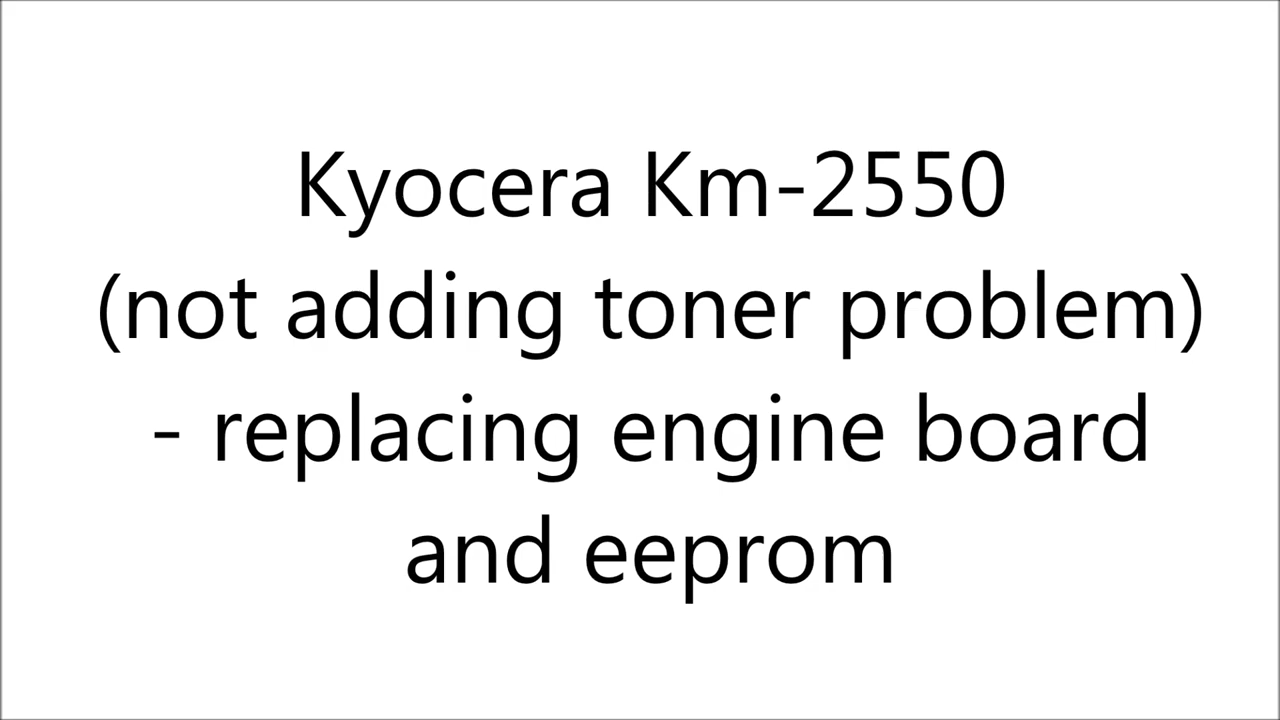 Kyocera Km-2550
(not adding toner problem)
- replacing engine board
and eeprom